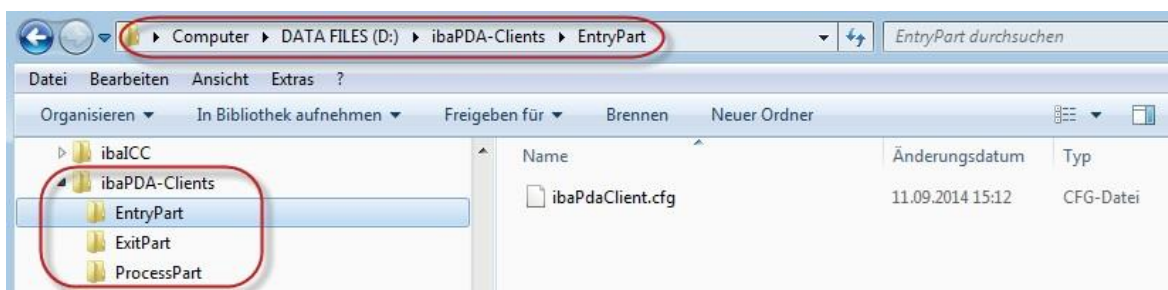 Computer ▸ DATA FILES (D:) ▸ ibaPDA-Clients ▸ EntryPart
EntryPart durchsuchen
Datei Bearbeiten Ansicht Extras ?
Organisieren In Bibliothek aufnehmen Freigeben für Brennen Neuer Ordner
ibaICC
ibaPDA-Clients
EntryPart
ExitPart
ProcessPart
Name Änderungsdatum Typ
ibaPdaClient.cfg 11.09.2014 15:12 CFG-Datei